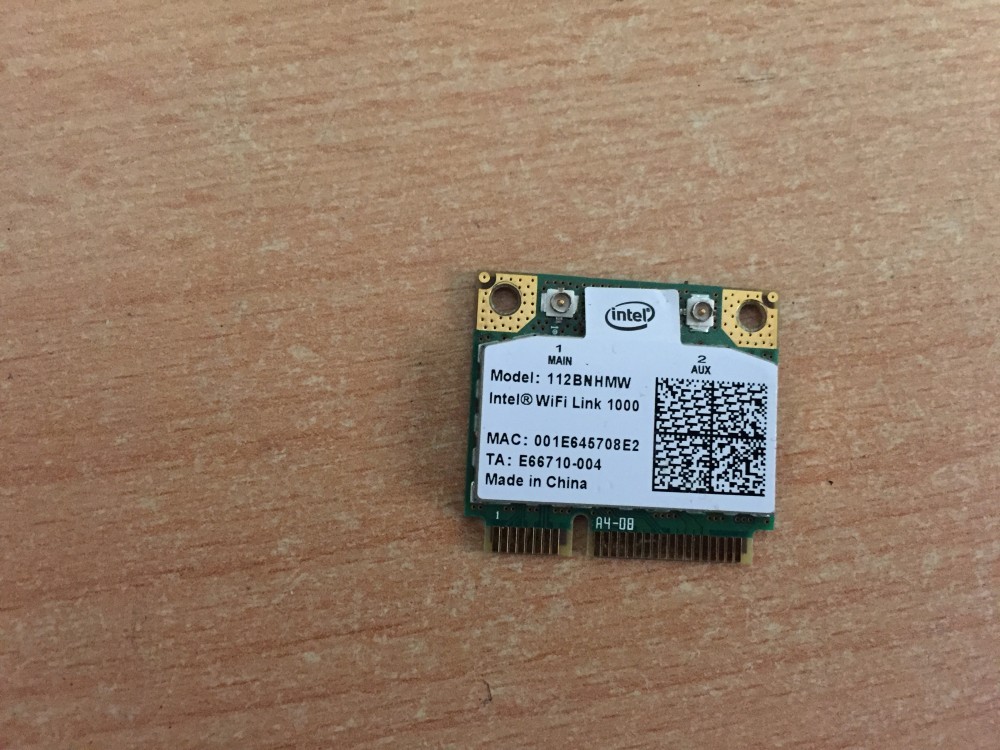 intel
1
MAIN
2
AUX
Model: 112BNHMW
Intel® WiFi Link 1000
MAC: 001E645708E2
TA: E66710-004
Made in China
1
A4-08